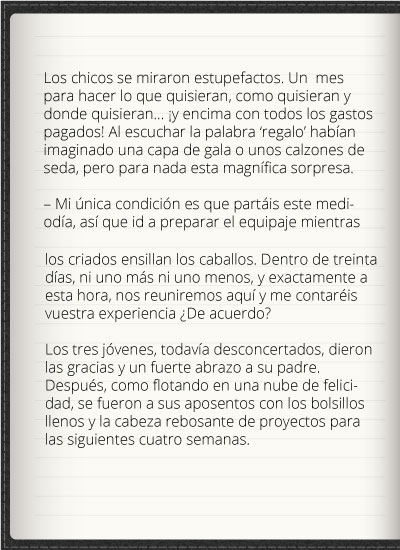 Los chicos se miraron estupefactos. Un  mes
para hacer lo que quisieran, como quisieran y
donde quisieran... ¡y encima con todos los gastos
pagados! Al escuchar la palabra ‘regalo’ habían
imaginado una capa de gala o unos calzones de
seda, pero para nada esta magnífica sorpresa.
– Mi única condición es que partáis este medi-
odía, así que id a preparar el equipaje mientras
los criados ensillan los caballos. Dentro de treinta
días, ni uno más ni uno menos, y exactamente a
esta hora, nos reuniremos aquí y me contaréis
vuestra experiencia ¿De acuerdo?
Los tres jóvenes, todavía desconcertados, dieron
las gracias y un fuerte abrazo a su padre.
Después, como flotando en una nube de felici-
dad, se fueron a sus aposentos con los bolsillos
llenos y la cabeza rebosante de proyectos para
las siguientes cuatro semanas.